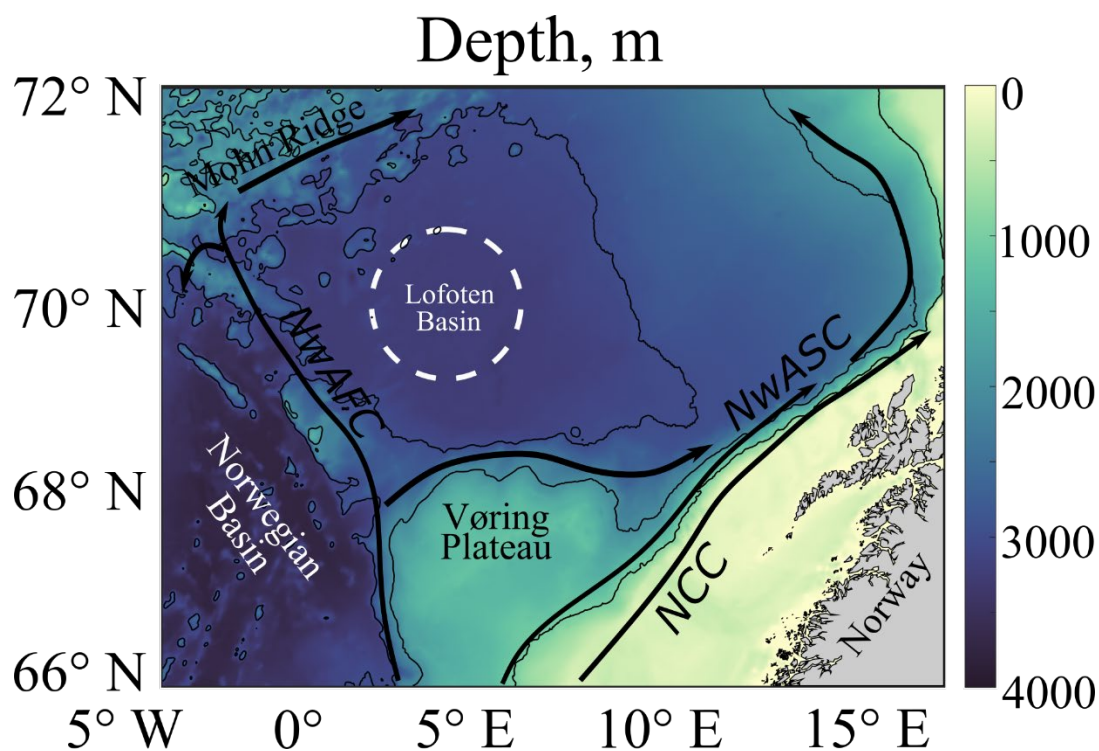 Depth, m
72° N
70° N
68° N
66° N
5° W
0°
5° E
10° E
15° E
0
1000
2000
3000
4000
Mohn Ridge
Lofoten
Basin
NwAFC
NwASC
Norwegian
Basin
Vøring
Plateau
NCC
Norway